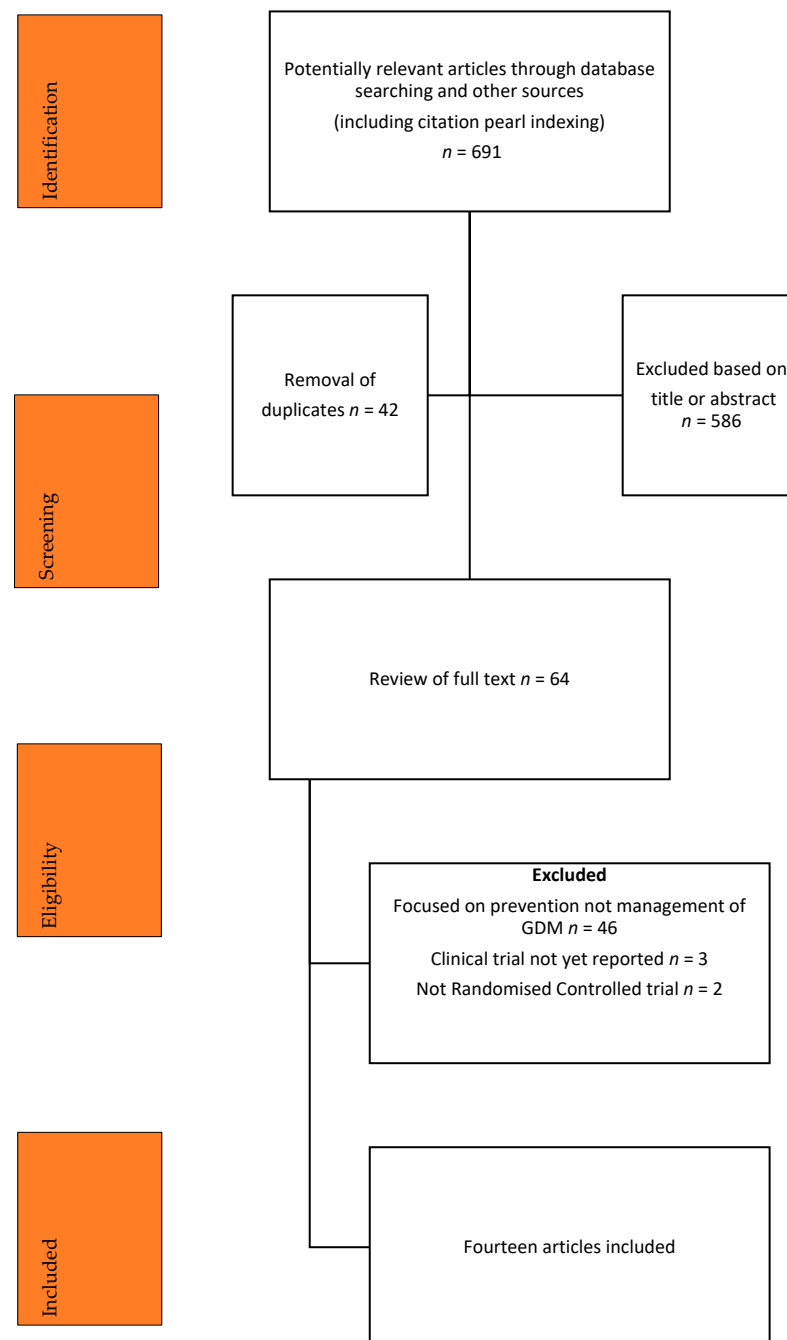 Identification
Potentially relevant articles through database
searching and other sources
(including citation pearl indexing)
n = 691
Screening
Removal of
duplicates n = 42
Excluded based on
title or abstract
n = 586
Review of full text n = 64
Eligibility
Excluded
Focused on prevention not management of
GDM n = 46
Clinical trial not yet reported n = 3
Not Randomised Controlled trial n = 2
Included
Fourteen articles included